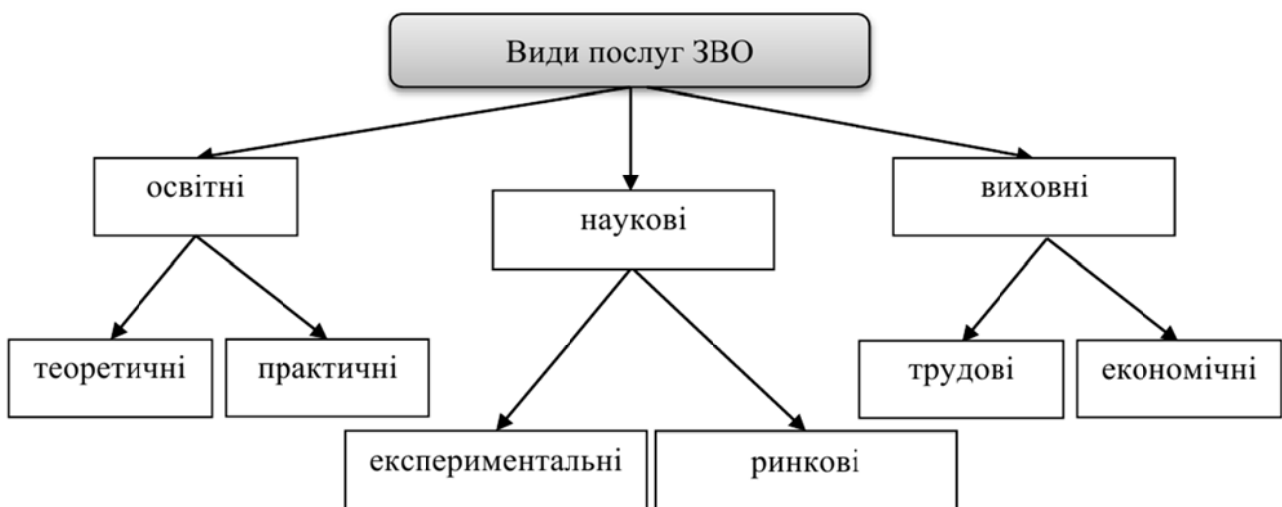 Види послуг ЗВО
освітні
наукові
виховні
теоретичні
практичні
трудові
економічні
експериментальні
ринкові